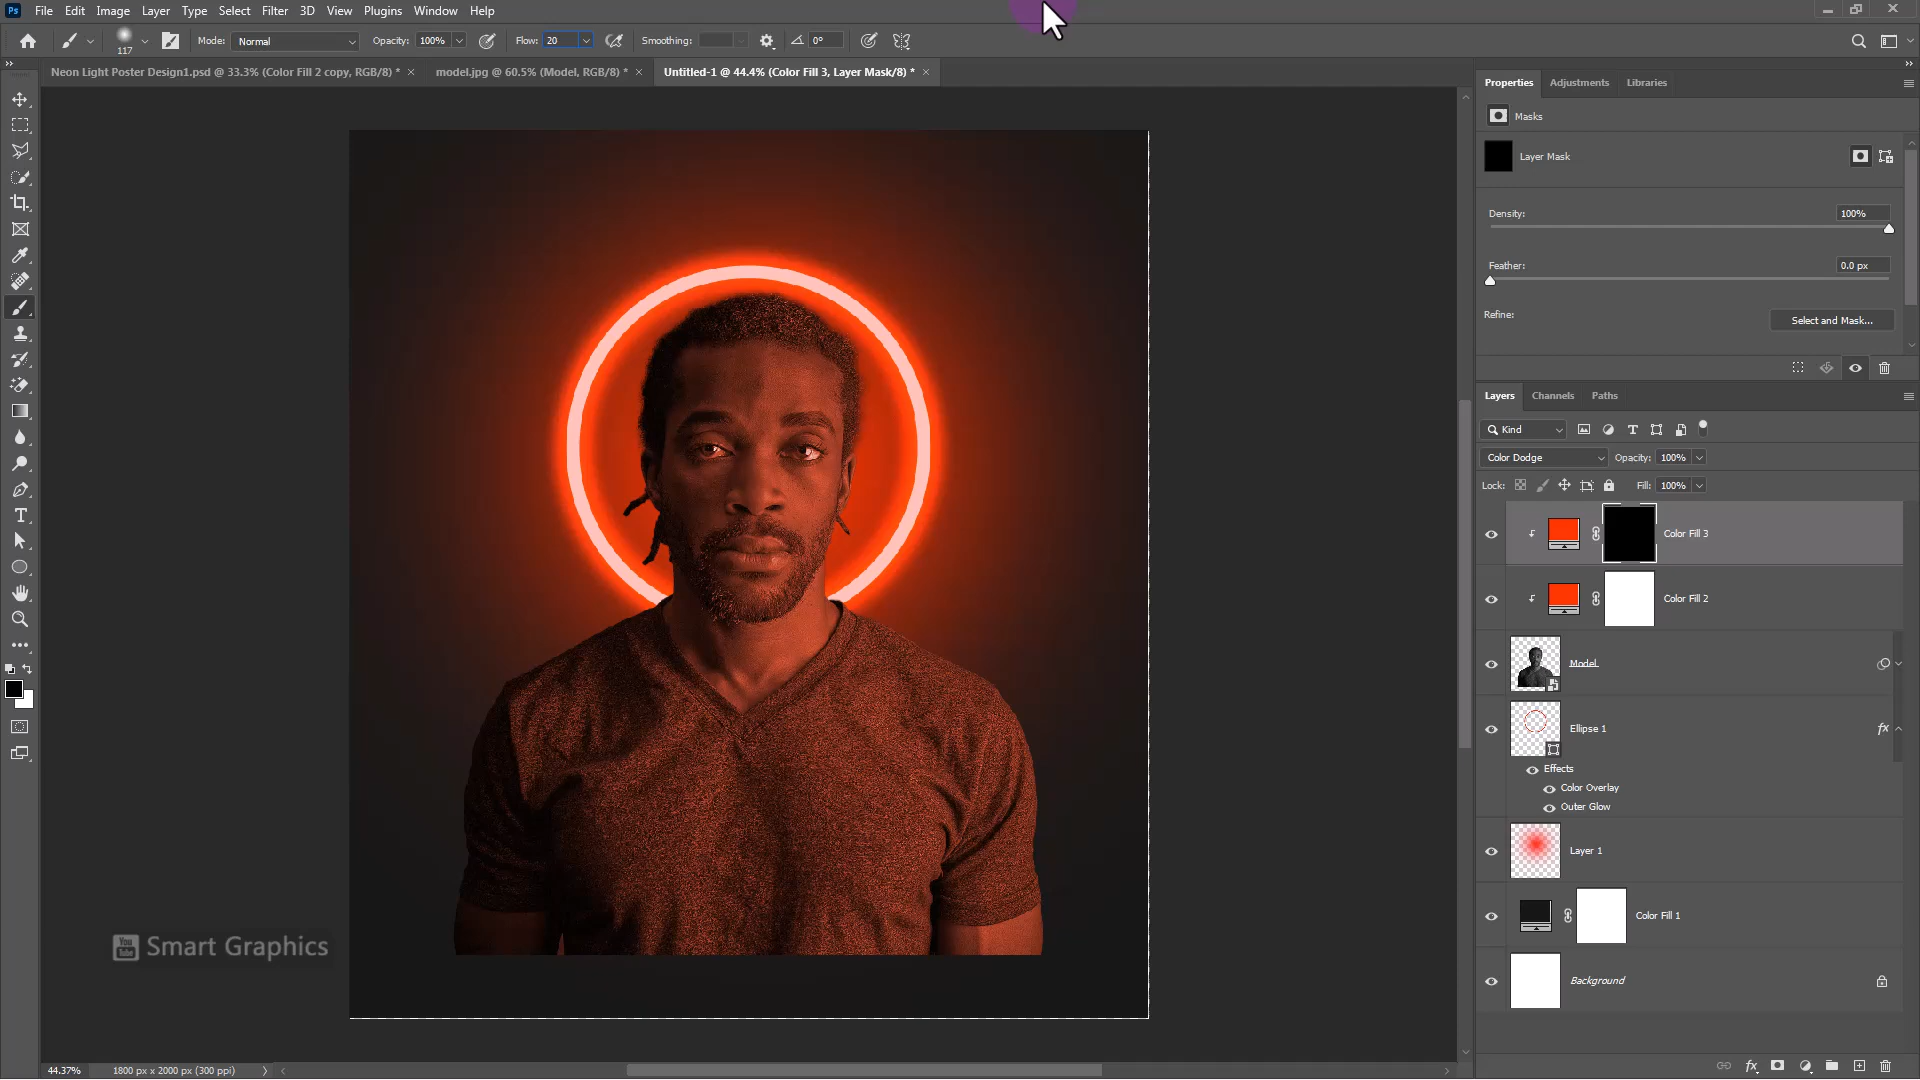 Ps File Edit Image Layer Type Select Filter 3D View Plugins Window Help
117 Mode: Normal Opacity: 100% Flow: 20 Smoothing: 0°
Neon Light Poster Design1.psd @ 33.3% (Color Fill 2 copy, RGB/8) * model.jpg @ 60.5% (Model, RGB/8) * Untitled-1 @ 44.4% (Color Fill 3, Layer Mask/8) *
Properties Adjustments Libraries
Masks
Layer Mask
Density: 100%
Feather: 0.0 px
Refine: Select and Mask...
Layers Channels Paths
Kind
Color Dodge Opacity: 100%
Lock: Fill: 100%
Color Fill 3
Color Fill 2
Model
Ellipse 1 fx
Effects
Color Overlay
Outer Glow
Layer 1
Color Fill 1
Background
You Tube Smart Graphics
44.37% 1800 px x 2000 px (300 ppi)
fx